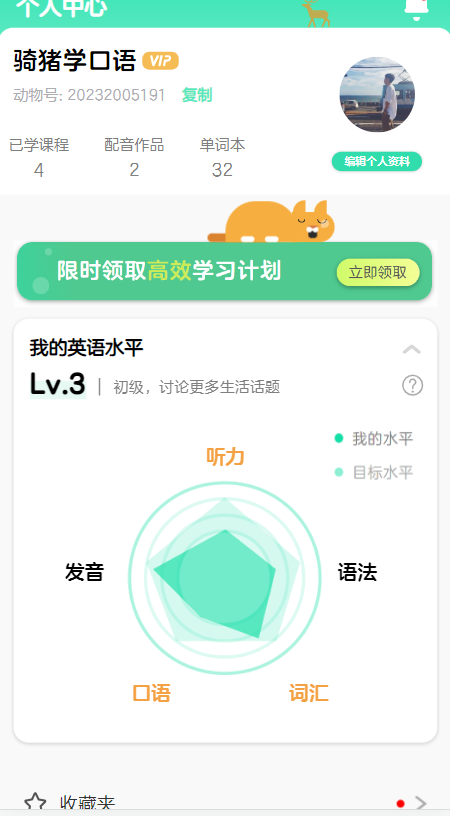 个人中心
骑猪学口语 VIP
动物号: 20232005191 复制
已学课程 配音作品 单词本
4 2 32
编辑个人资料
限时领取高效学习计划 立即领取
我的英语水平
Lv.3 | 初级，讨论更多生活话题 ?
我的水平
目标水平
听力
发音 语法
口语 词汇
收藏夹